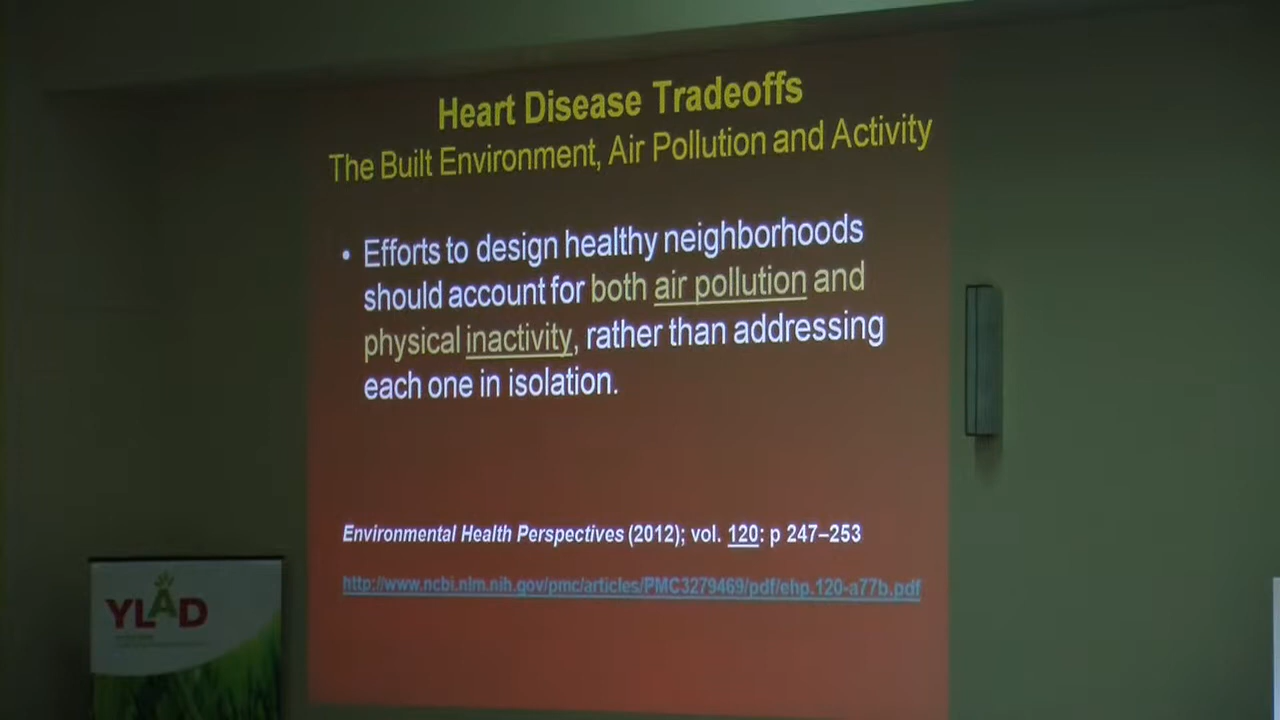 Heart Disease Tradeoffs
The Built Environment, Air Pollution and Activity
• Efforts to design healthy neighborhoods
should account for both air pollution and
physical inactivity, rather than addressing
each one in isolation.
Environmental Health Perspectives (2012); vol. 120: p 247–253
http://www.ncbi.nlm.nih.gov/pmc/articles/PMC3279469/pdf/ehp.120-a77b.pdf
YLAD